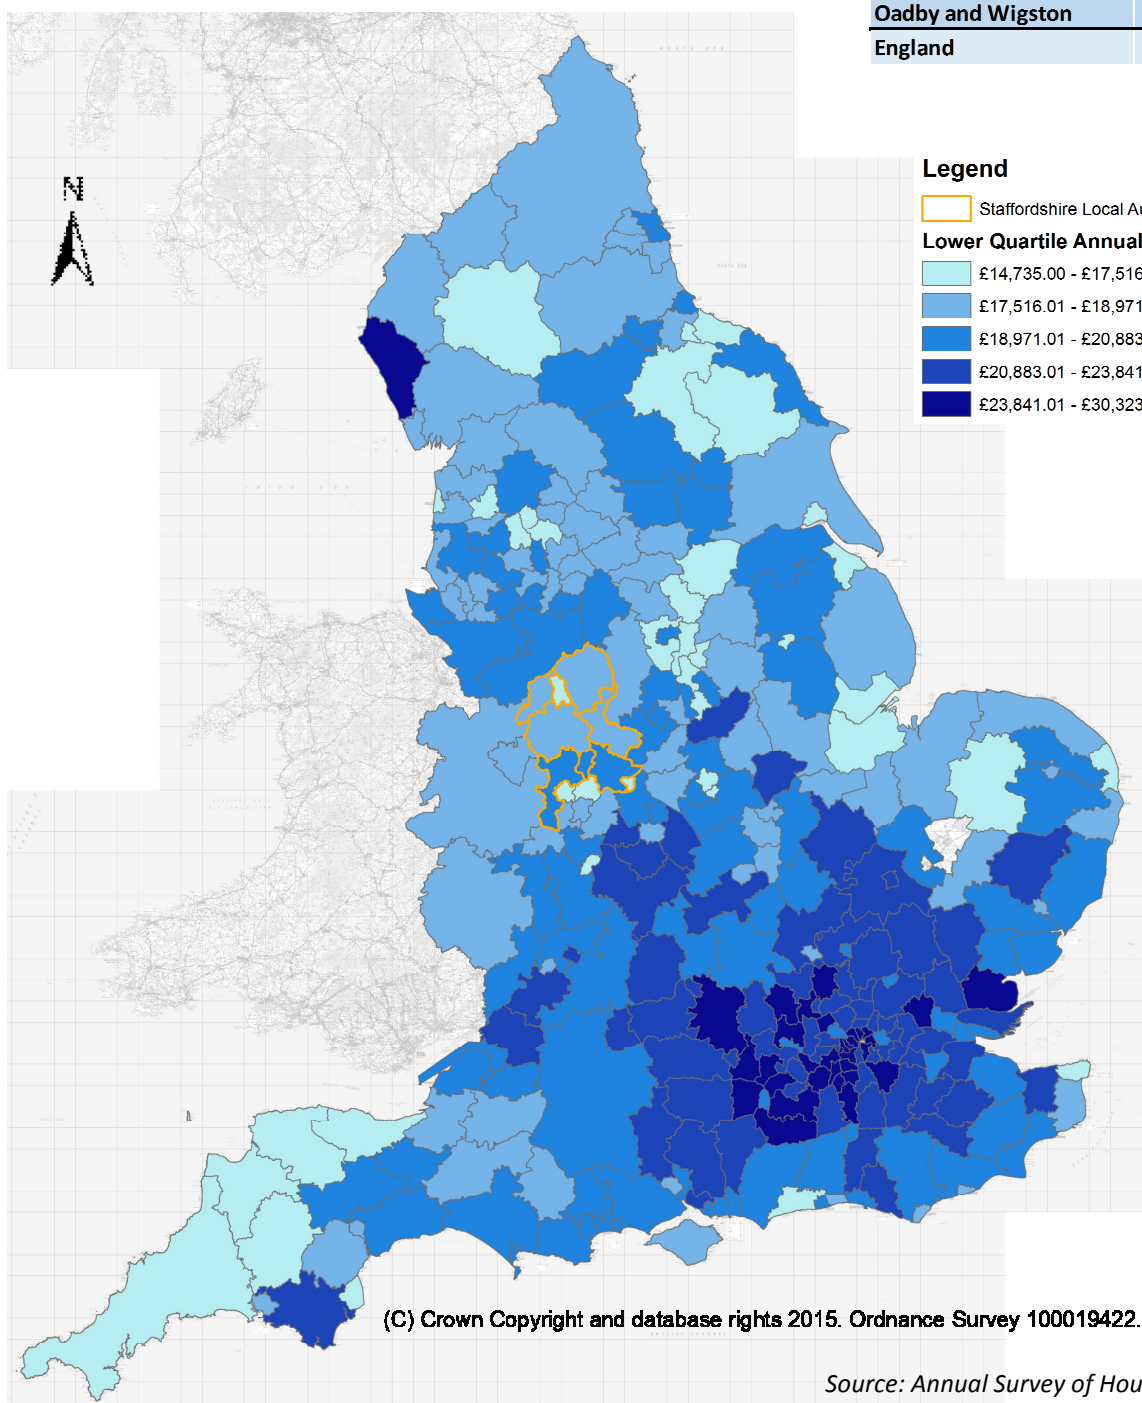 Oadby and Wigston
England
N
Legend
Staffordshire Local Au
Lower Quartile Annual
£14,735.00 - £17,516
£17,516.01 - £18,971
£18,971.01 - £20,883
£20,883.01 - £23,841
£23,841.01 - £30,323
(C) Crown Copyright and database rights 2015. Ordnance Survey 100019422.
Source: Annual Survey of Hou